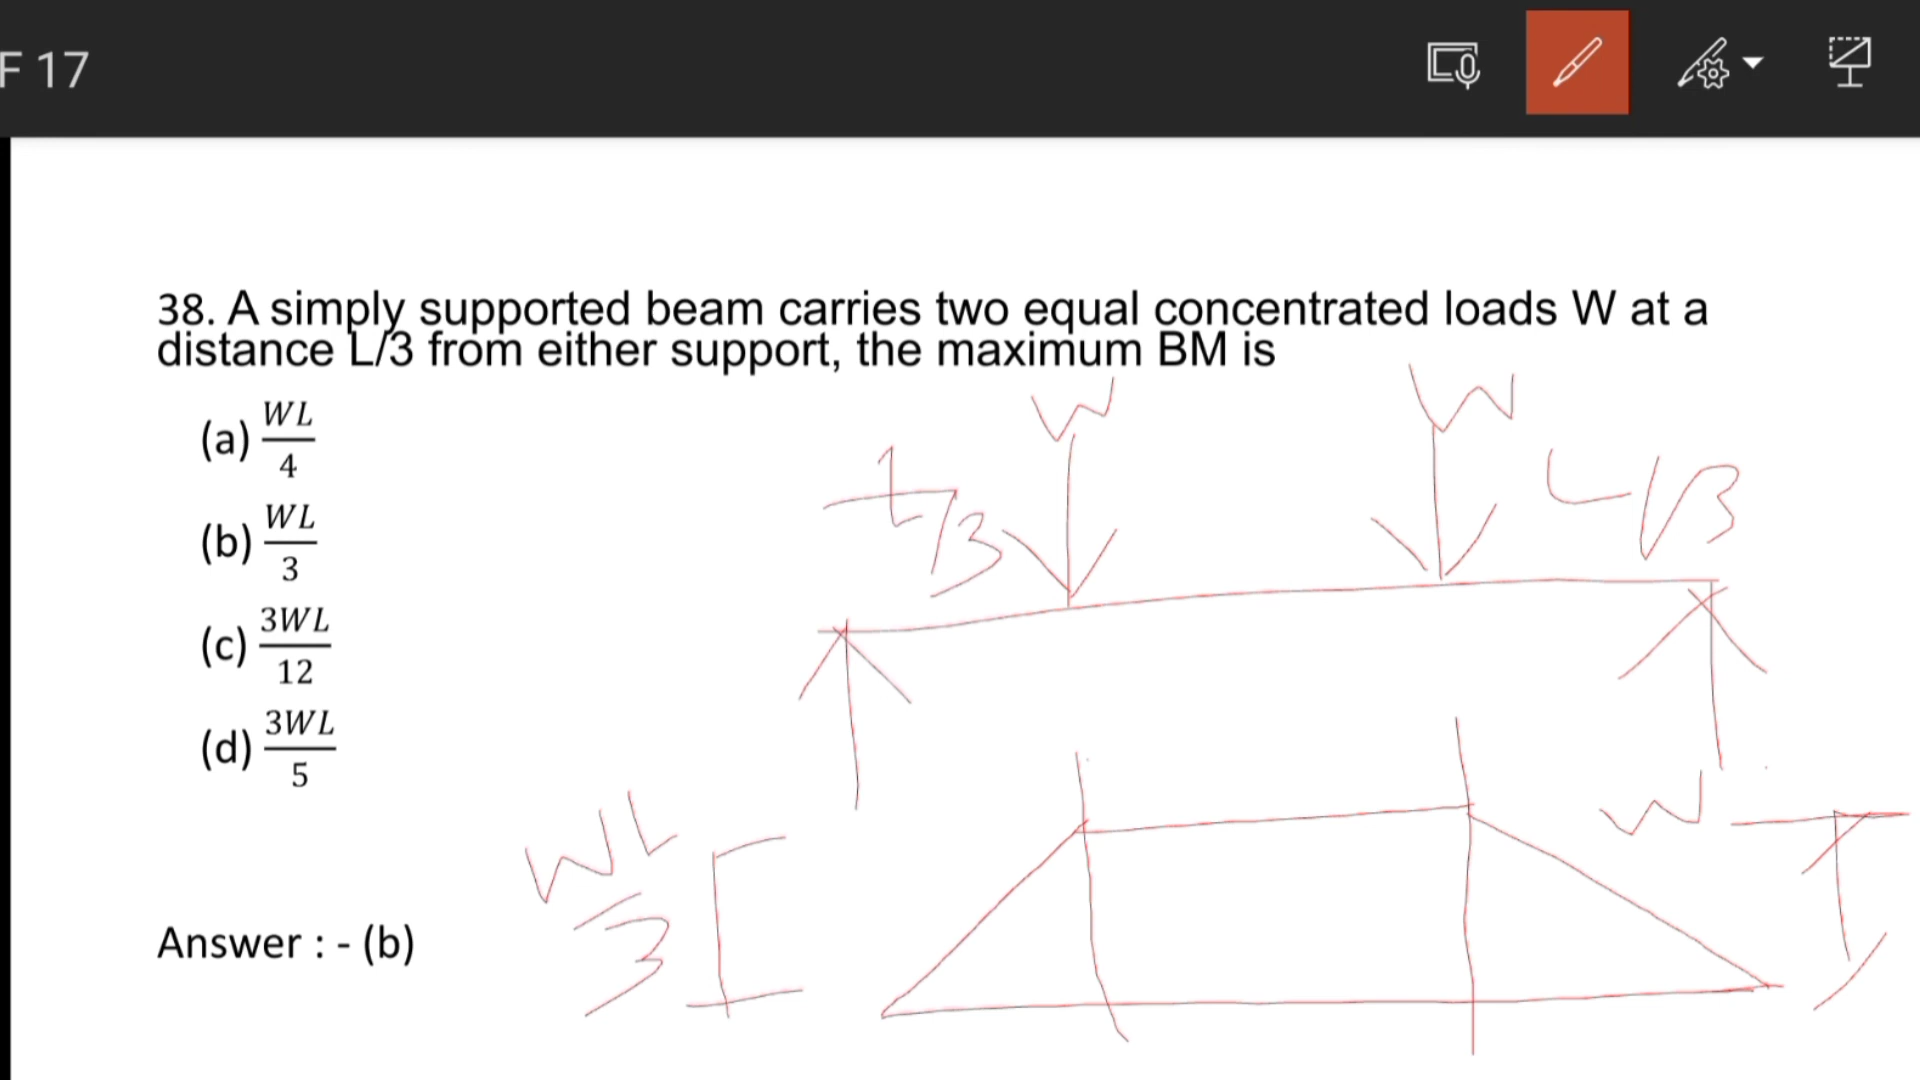 F 17
38. A simply supported beam carries two equal concentrated loads W at a
distance L/3 from either support, the maximum BM is
(a) WL/4
(b) WL/3
(c) 3WL/12
(d) 3WL/5
Answer : - (b)
W
W
L/3
L/3
W
WL/3